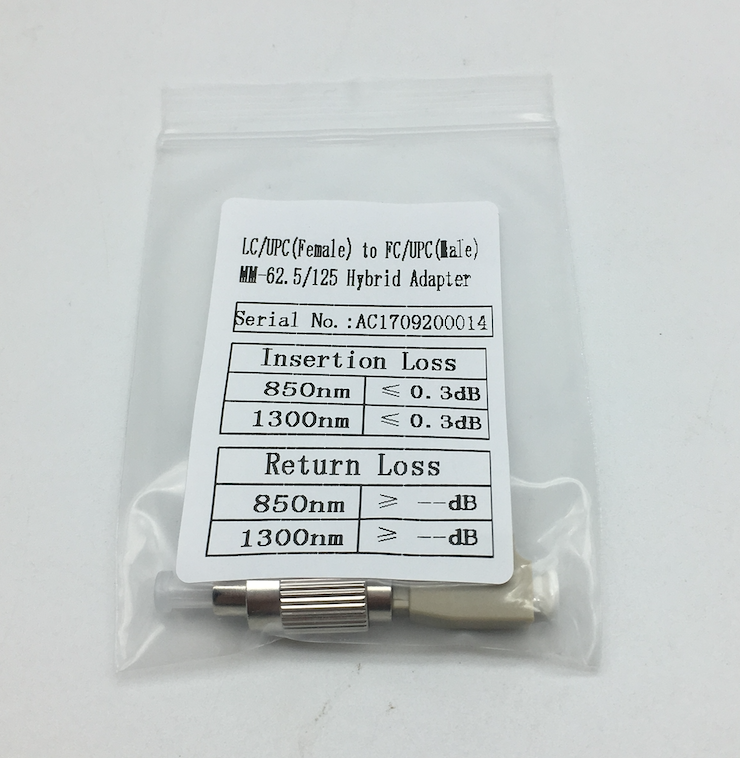 LC/UPC(Female) to FC/UPC(Male)
MM-62.5/125 Hybrid Adapter
Serial No.:AC1709200014
Insertion Loss
850nm ≤ 0.3dB
1300nm ≤ 0.3dB
Return Loss
850nm ≥ --dB
1300nm ≥ --dB